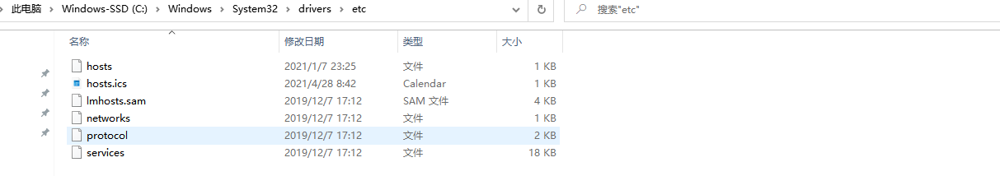 此电脑 > Windows-SSD (C:) > Windows > System32 > drivers > etc 搜索"etc"
名称 修改日期 类型 大小
hosts 2021/1/7 23:25 文件 1 KB
hosts.ics 2021/4/28 8:42 Calendar 1 KB
lmhosts.sam 2019/12/7 17:12 SAM 文件 4 KB
networks 2019/12/7 17:12 文件 1 KB
protocol 2019/12/7 17:12 文件 2 KB
services 2019/12/7 17:12 文件 18 KB